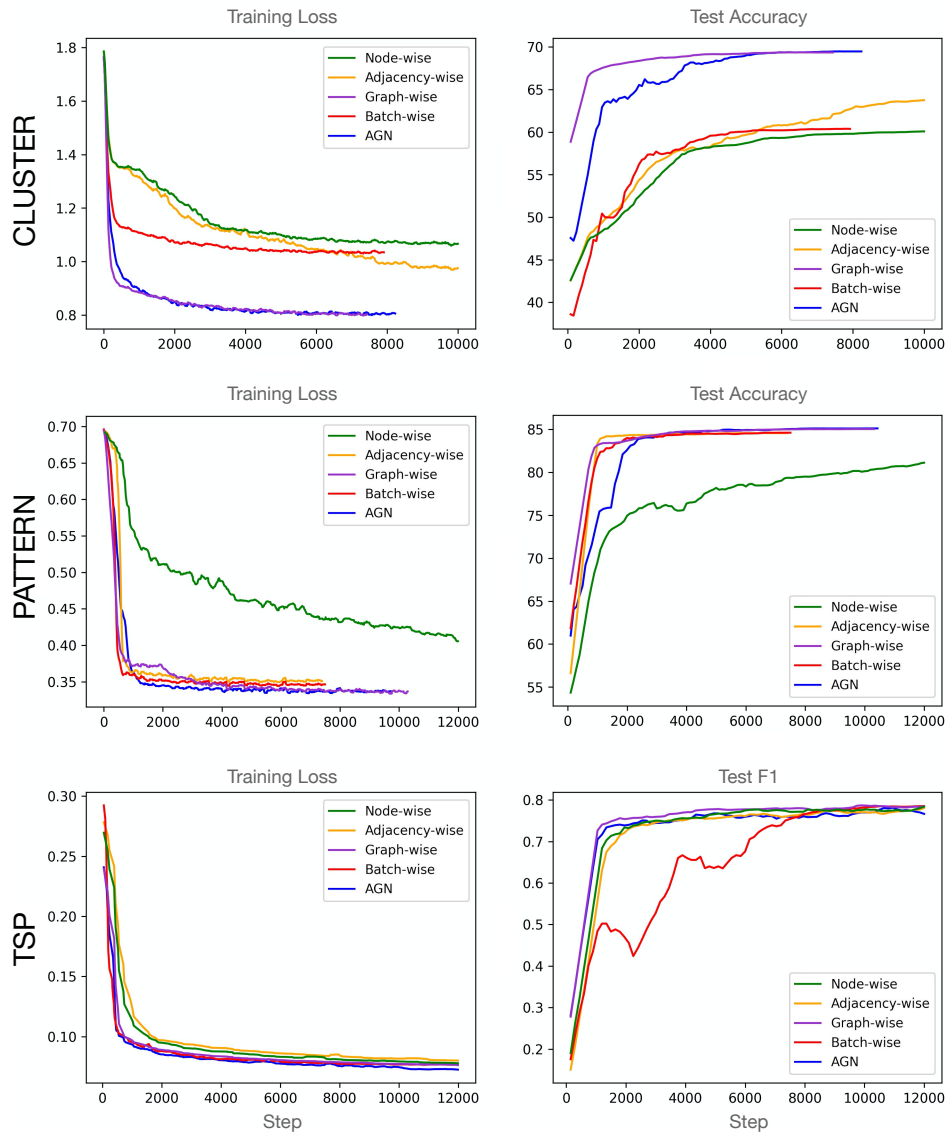 Training Loss
Test Accuracy
CLUSTER
1.8
1.6
1.4
1.2
1.0
0.8
0 2000 4000 6000 8000 10000
Node-wise
Adjacency-wise
Graph-wise
Batch-wise
AGN
70
65
60
55
50
45
40
0 2000 4000 6000 8000 10000
Node-wise
Adjacency-wise
Graph-wise
Batch-wise
AGN
Training Loss
Test Accuracy
PATTERN
0.70
0.65
0.60
0.55
0.50
0.45
0.40
0.35
0 2000 4000 6000 8000 10000 12000
Node-wise
Adjacency-wise
Graph-wise
Batch-wise
AGN
85
80
75
70
65
60
55
0 2000 4000 6000 8000 10000 12000
Node-wise
Adjacency-wise
Graph-wise
Batch-wise
AGN
Training Loss
Test F1
TSP
0.30
0.25
0.20
0.15
0.10
0 2000 4000 6000 8000 10000 12000
Node-wise
Adjacency-wise
Graph-wise
Batch-wise
AGN
Step
0.8
0.7
0.6
0.5
0.4
0.3
0.2
0 2000 4000 6000 8000 10000 12000
Node-wise
Adjacency-wise
Graph-wise
Batch-wise
AGN
Step